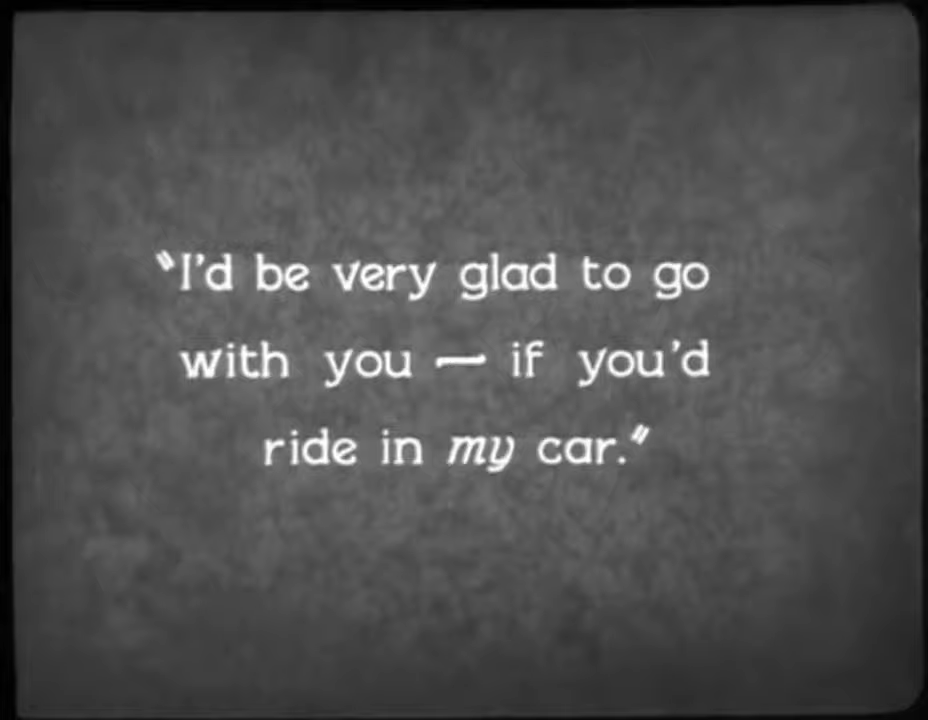 "I'd be very glad to go
with you — if you'd
ride in my car."